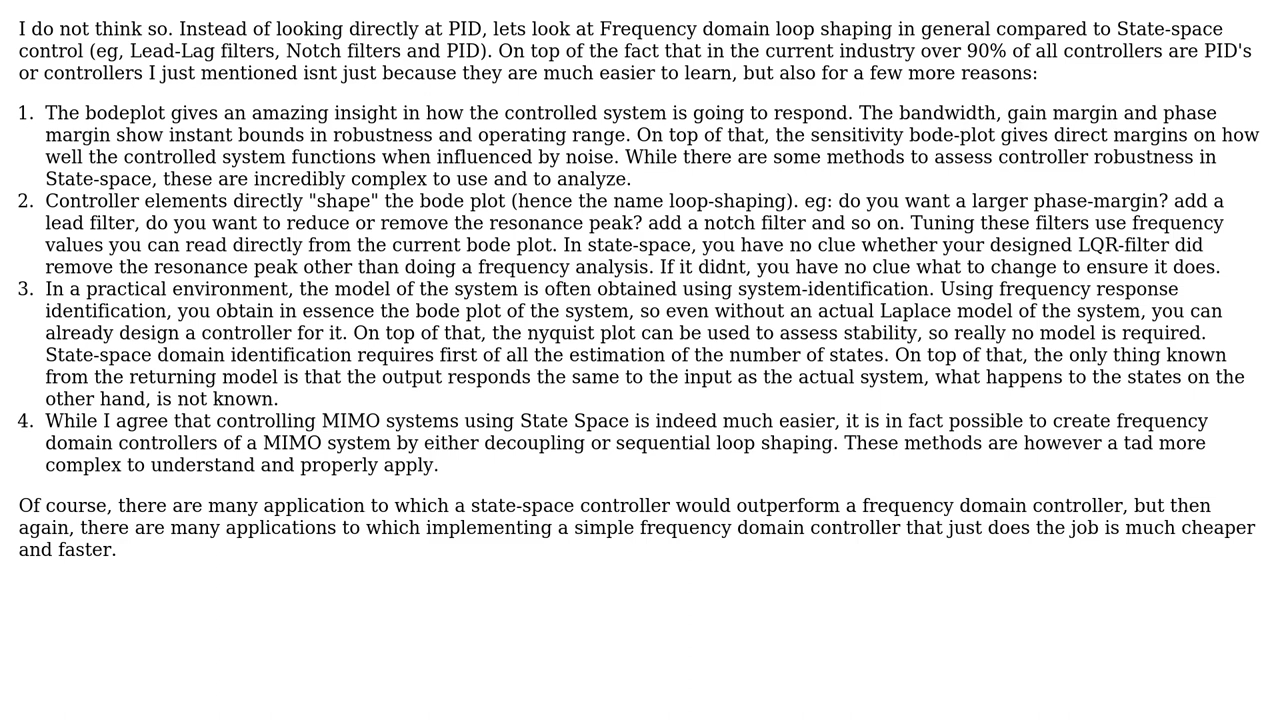 I do not think so. Instead of looking directly at PID, lets look at Frequency domain loop shaping in general compared to State-space
control (eg, Lead-Lag filters, Notch filters and PID). On top of the fact that in the current industry over 90% of all controllers are PID's
or controllers I just mentioned isnt just because they are much easier to learn, but also for a few more reasons:
1. The bodeplot gives an amazing insight in how the controlled system is going to respond. The bandwidth, gain margin and phase
margin show instant bounds in robustness and operating range. On top of that, the sensitivity bode-plot gives direct margins on how
well the controlled system functions when influenced by noise. While there are some methods to assess controller robustness in
State-space, these are incredibly complex to use and to analyze.
2. Controller elements directly "shape" the bode plot (hence the name loop-shaping). eg: do you want a larger phase-margin? add a
lead filter, do you want to reduce or remove the resonance peak? add a notch filter and so on. Tuning these filters use frequency
values you can read directly from the current bode plot. In state-space, you have no clue whether your designed LQR-filter did
remove the resonance peak other than doing a frequency analysis. If it didnt, you have no clue what to change to ensure it does.
3. In a practical environment, the model of the system is often obtained using system-identification. Using frequency response
identification, you obtain in essence the bode plot of the system, so even without an actual Laplace model of the system, you can
already design a controller for it. On top of that, the nyquist plot can be used to assess stability, so really no model is required.
State-space domain identification requires first of all the estimation of the number of states. On top of that, the only thing known
from the returning model is that the output responds the same to the input as the actual system, what happens to the states on the
other hand, is not known.
4. While I agree that controlling MIMO systems using State Space is indeed much easier, it is in fact possible to create frequency
domain controllers of a MIMO system by either decoupling or sequential loop shaping. These methods are however a tad more
complex to understand and properly apply.
Of course, there are many application to which a state-space controller would outperform a frequency domain controller, but then
again, there are many applications to which implementing a simple frequency domain controller that just does the job is much cheaper
and faster.